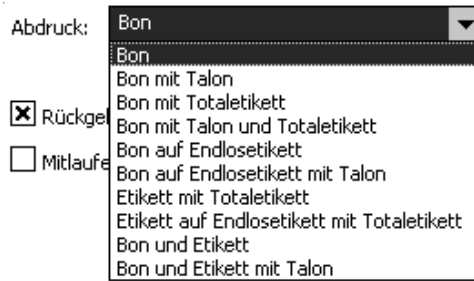 Abdruck: Bon
Bon
Bon mit Talon
Bon mit Totaletikett
Bon mit Talon und Totaletikett
Bon auf Endlosetikett
Bon auf Endlosetikett mit Talon
Etikett mit Totaletikett
Etikett auf Endlosetikett mit Totaletikett
Bon und Etikett
Bon und Etikett mit Talon
Rückgel
Mitlaufe